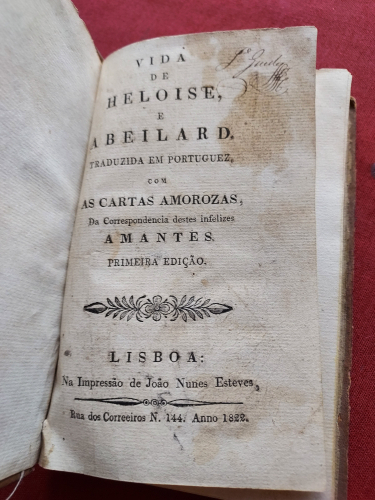 VIDA
DE
HELOISE,
E
ABEILARD.
TRADUZIDA EM PORTUGUEZ,
COM
AS CARTAS AMOROZAS,
Da Correspondencia destes infelizes
AMANTES.
PRIMEIRA EDIÇÃO.
LISBOA:
Na Impressão de João Nunes Esteves,
Rua dos Correeiros N. 144. Anno 1822.